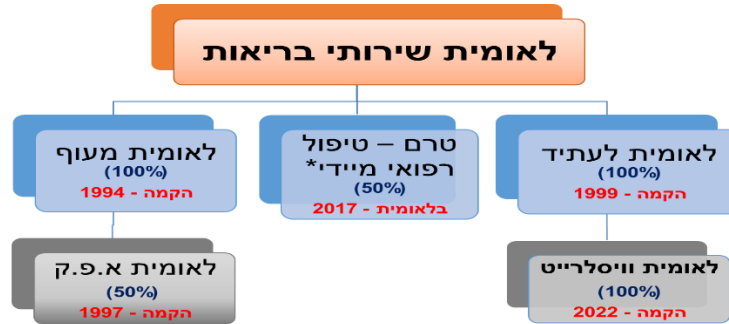 לאומית שירותי בריאות
לאומית לעתיד
(100%)
הקמה - 1999
טרם – טיפול
רפואי מיידי*
(50%)
בלאומית - 2017
לאומית מעוף
(100%)
הקמה - 1994
לאומית וויסלרייט
(100%)
הקמה - 2022
לאומית א.פ.ק
(50%)
הקמה - 1997